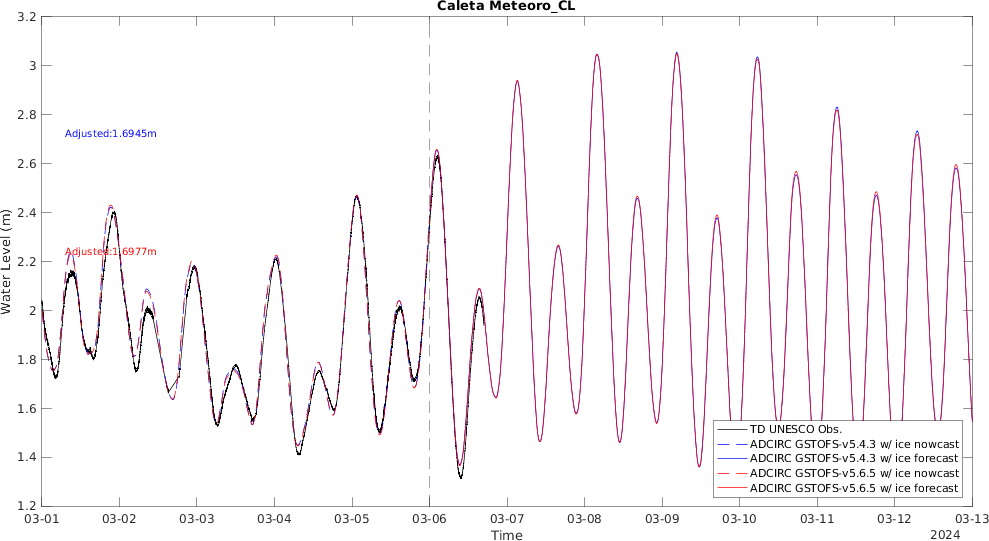 Caleta Meteoro_CL
3.2
3
2.8
2.6
2.4
2.2
2
1.8
1.6
1.4
1.2
Water Level (m)
Adjusted:1.6945m
Adjusted:1.6977m
TD UNESCO Obs.
ADCIRC GSTOFS-v5.4.3 w/ ice nowcast
ADCIRC GSTOFS-v5.4.3 w/ ice forecast
ADCIRC GSTOFS-v5.6.5 w/ ice nowcast
ADCIRC GSTOFS-v5.6.5 w/ ice forecast
03-01 03-02 03-03 03-04 03-05 03-06 03-07 03-08 03-09 03-10 03-11 03-12 03-13
Time
2024